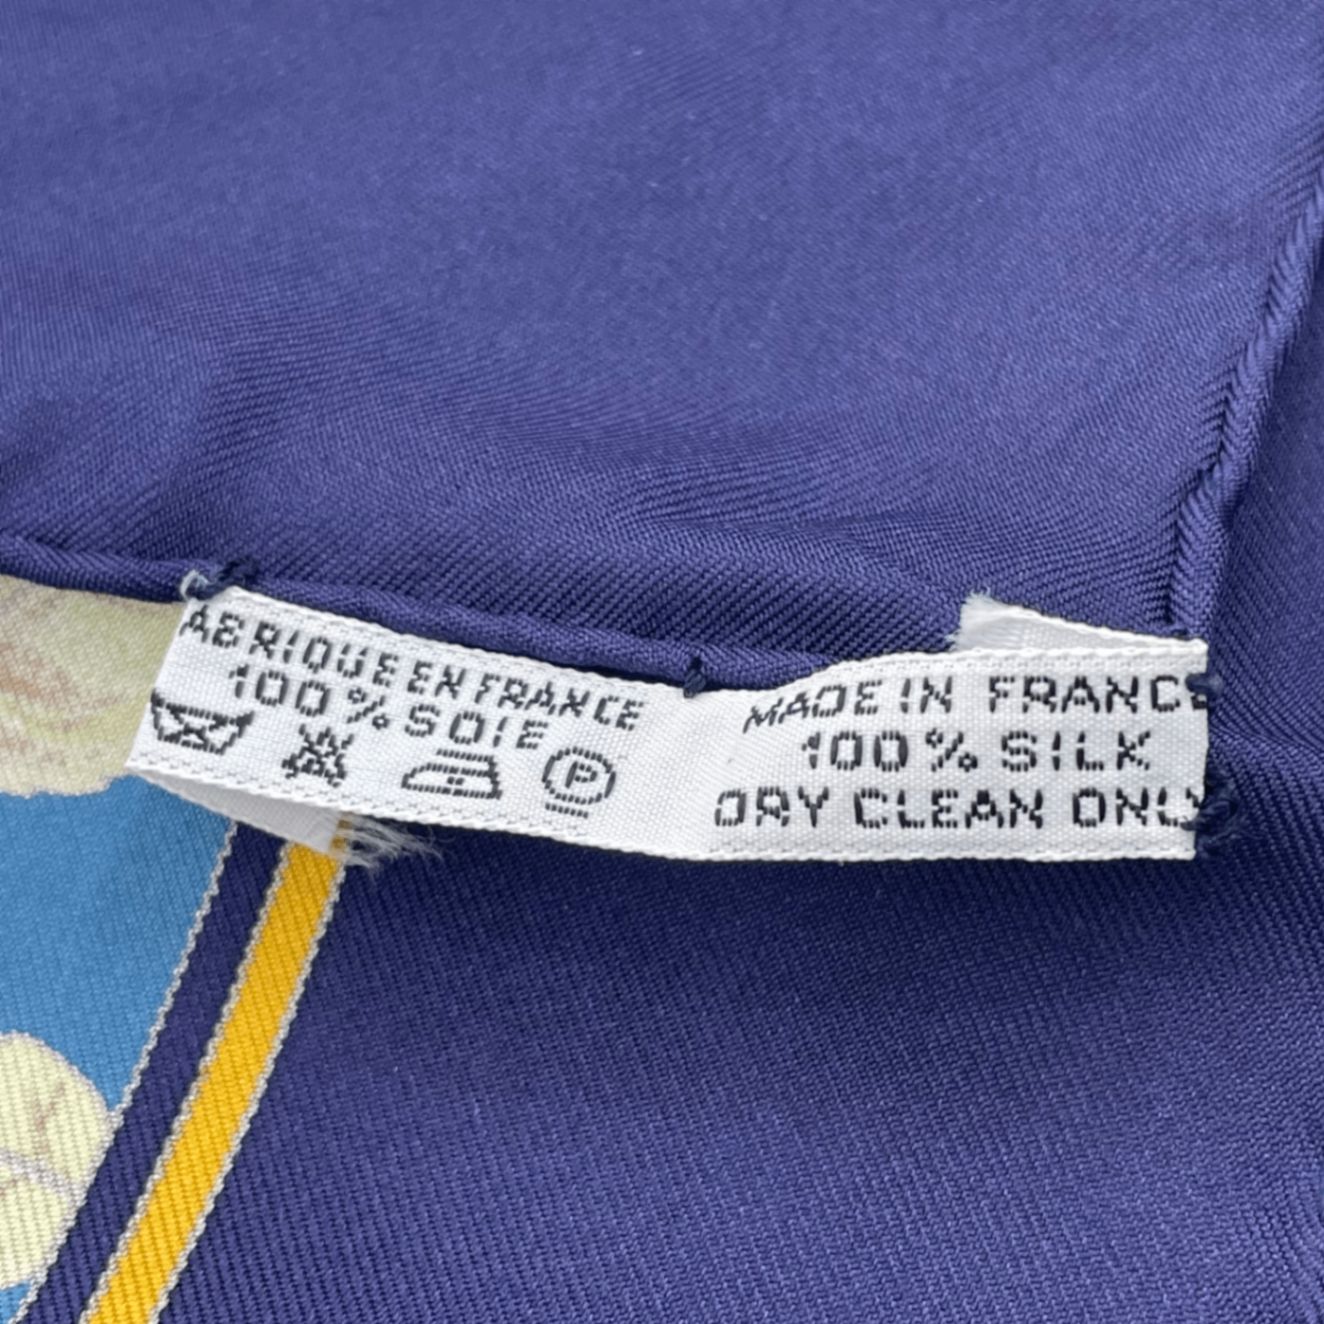 ABRIQUE EN FRANCE
100% SOIE
P
MADE IN FRANCE
100% SILK
DRY CLEAN ONLY